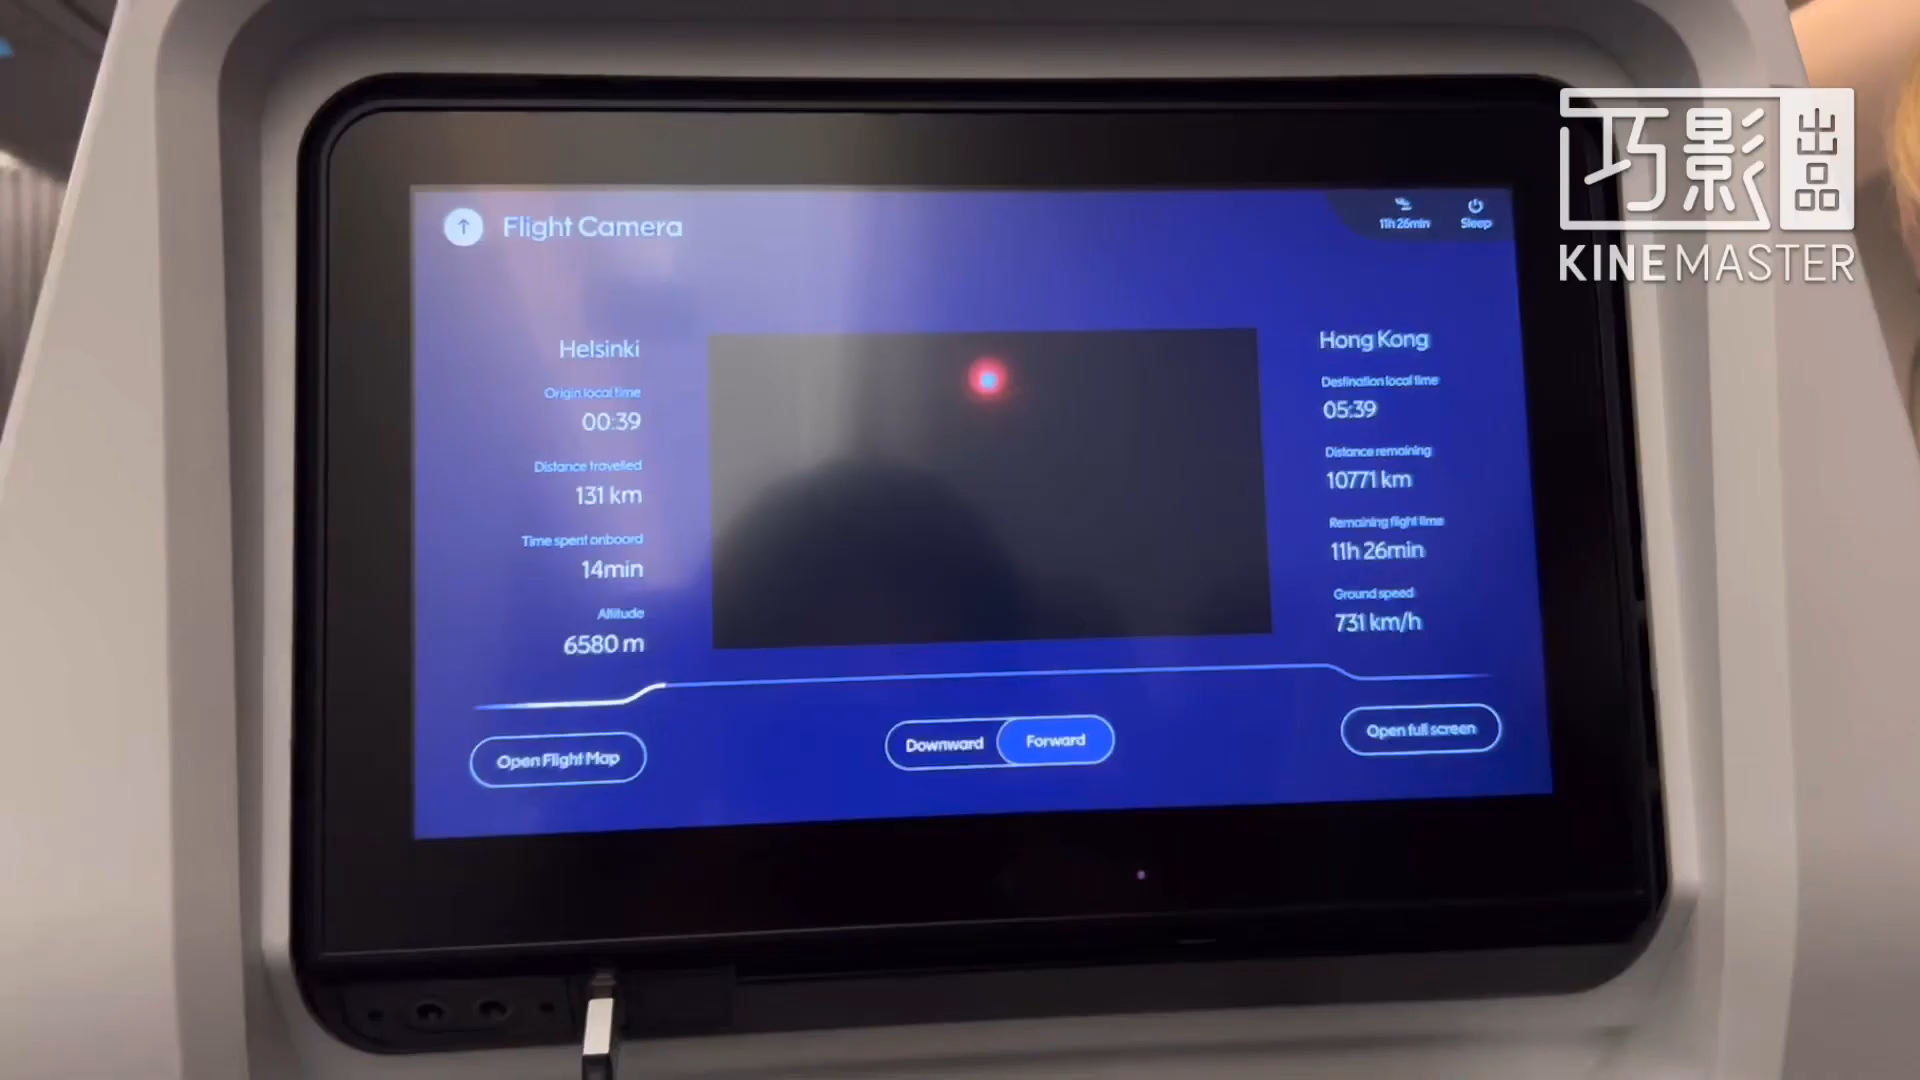 Flight Camera
11h 26min
Sleep
巧影
出品
KINEMASTER
Helsinki
Origin local time
00:39
Distance travelled
131 km
Time spent onboard
14min
Altitude
6580 m
Hong Kong
Destination local time
05:39
Distance remaining
10771 km
Remaining flight time
11h 26min
Ground speed
731 km/h
Open Flight Map
Downward
Forward
Open full screen